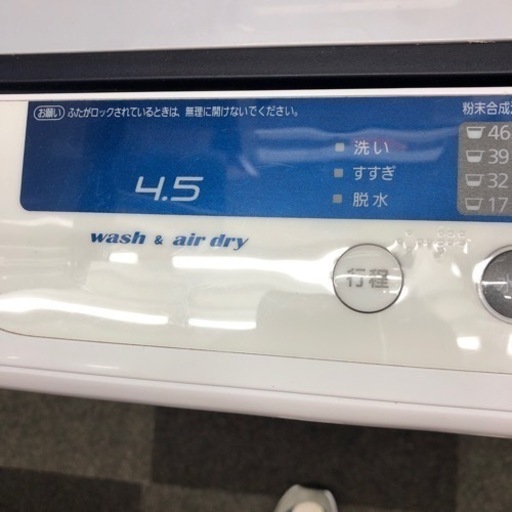 お願い ふたがロックされているときは、無理に開けないでください。
粉末合成
洗い
46
すすぎ
39
32
脱水
17
4.5
wash & air dry
行程